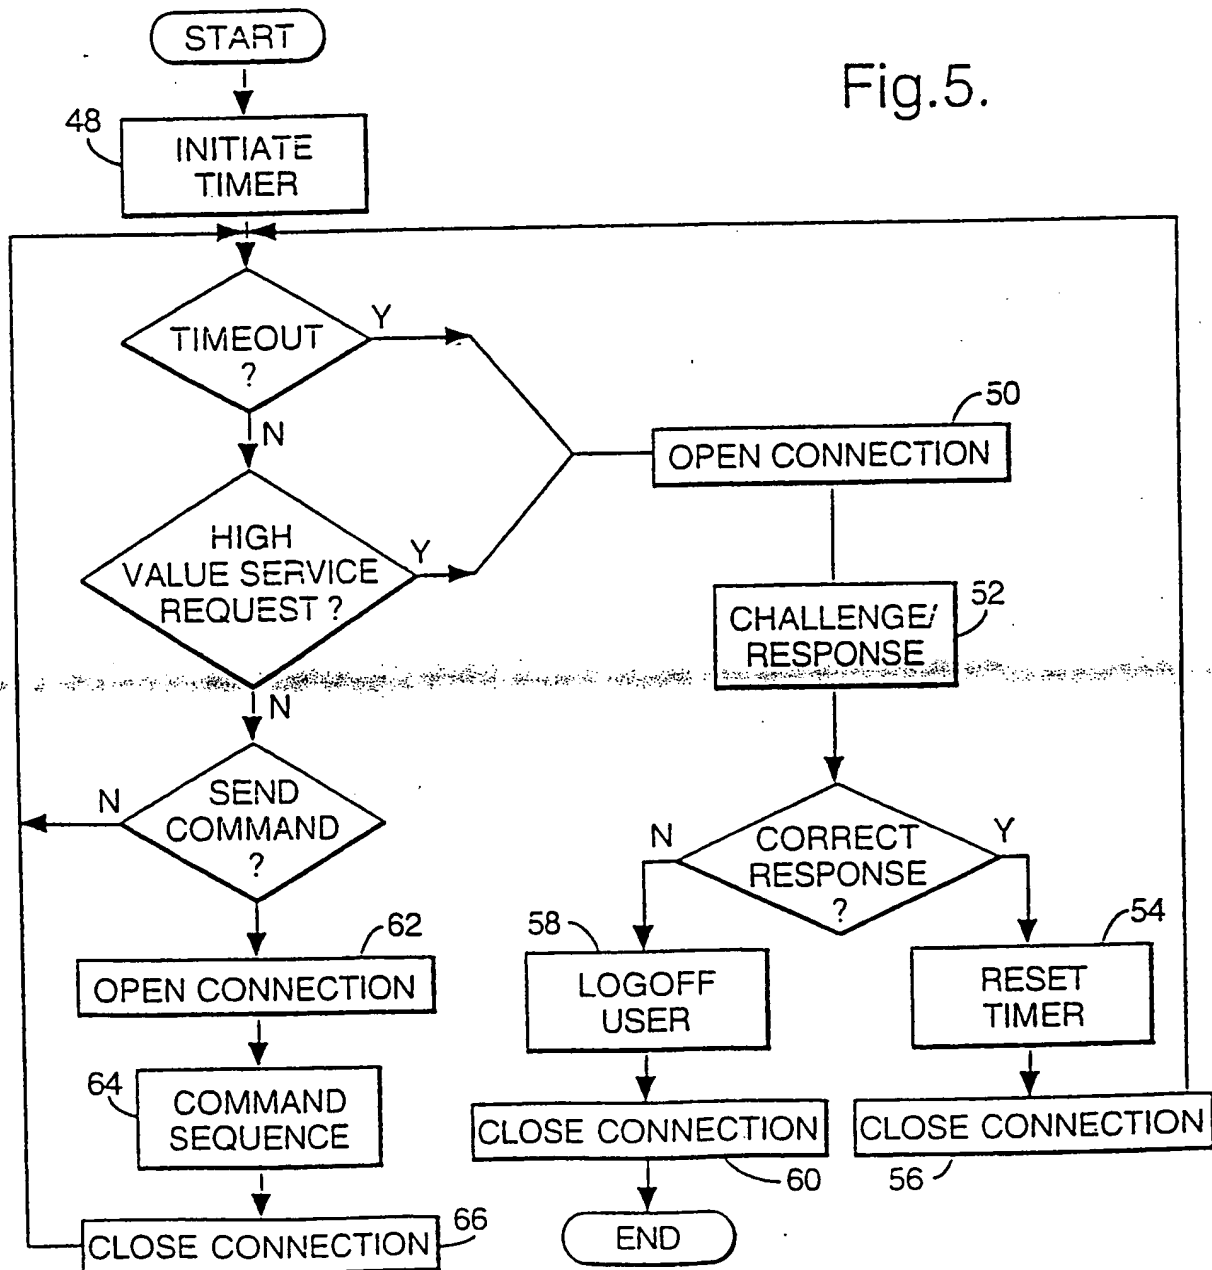 START
Fig.5.
48
INITIATE
TIMER
TIMEOUT
?
Y
N
50
OPEN CONNECTION
HIGH
VALUE SERVICE
REQUEST ?
Y
N
52
CHALLENGE/
RESPONSE
SEND
COMMAND
?
N
CORRECT
RESPONSE
?
N
Y
62
OPEN CONNECTION
58
LOGOFF
USER
54
RESET
TIMER
64
COMMAND
SEQUENCE
CLOSE CONNECTION
60
CLOSE CONNECTION
56
66
CLOSE CONNECTION
END